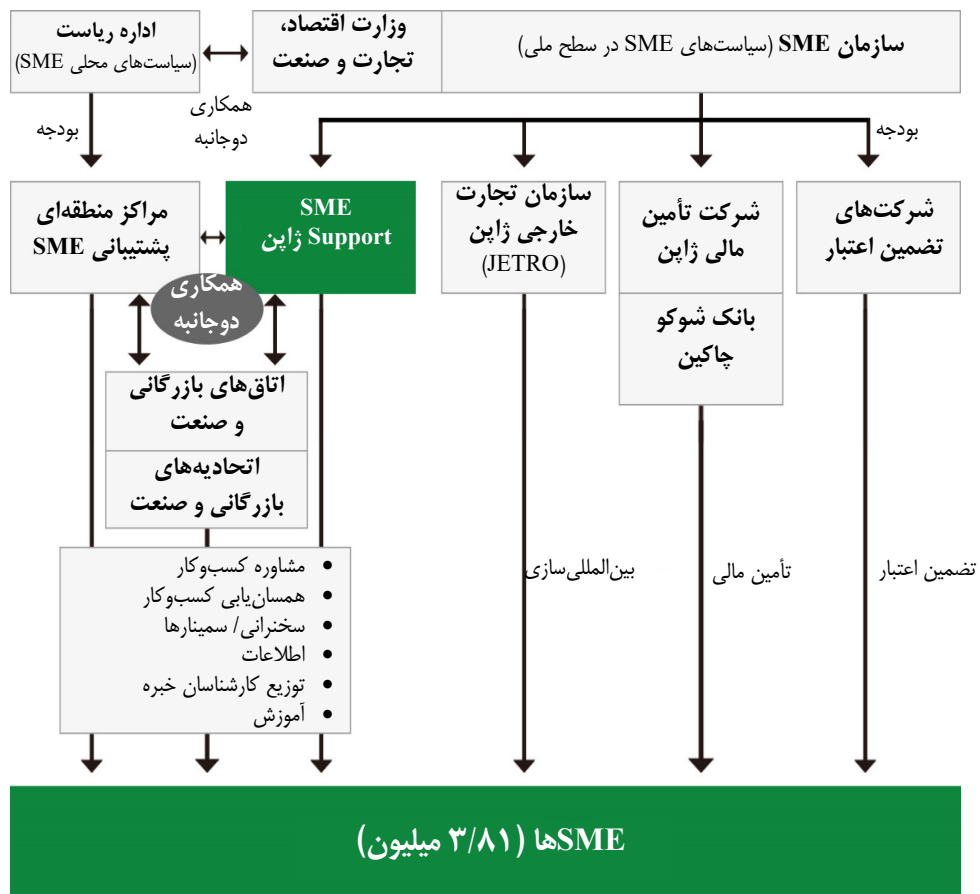 سازمان SME (سیاست‌های SME در سطح ملی)
وزارت اقتصاد،
تجارت و صنعت
اداره ریاست
(سیاست‌های محلی SME)
همکاری
دوجانبه
بودجه
بودجه
شرکت‌های
تضمین اعتبار
شرکت تأمین
مالی ژاپن
بانک شوکو
چاکین
سازمان تجارت
خارجی ژاپن
(JETRO)
SME
Support ژاپن
مراکز منطقه‌ای
پشتیبانی SME
همکاری
دوجانبه
اتاق‌های بازرگانی
و صنعت
اتحادیه‌های
بازرگانی و صنعت
• مشاوره کسب‌وکار
• همسان‌یابی کسب‌وکار
• سخنرانی/ سمینارها
• اطلاعات
• توزیع کارشناسان خبره
• آموزش
بین‌المللی‌سازی
تأمین مالی
تضمین اعتبار
SMEها (۳/۸۱ میلیون)